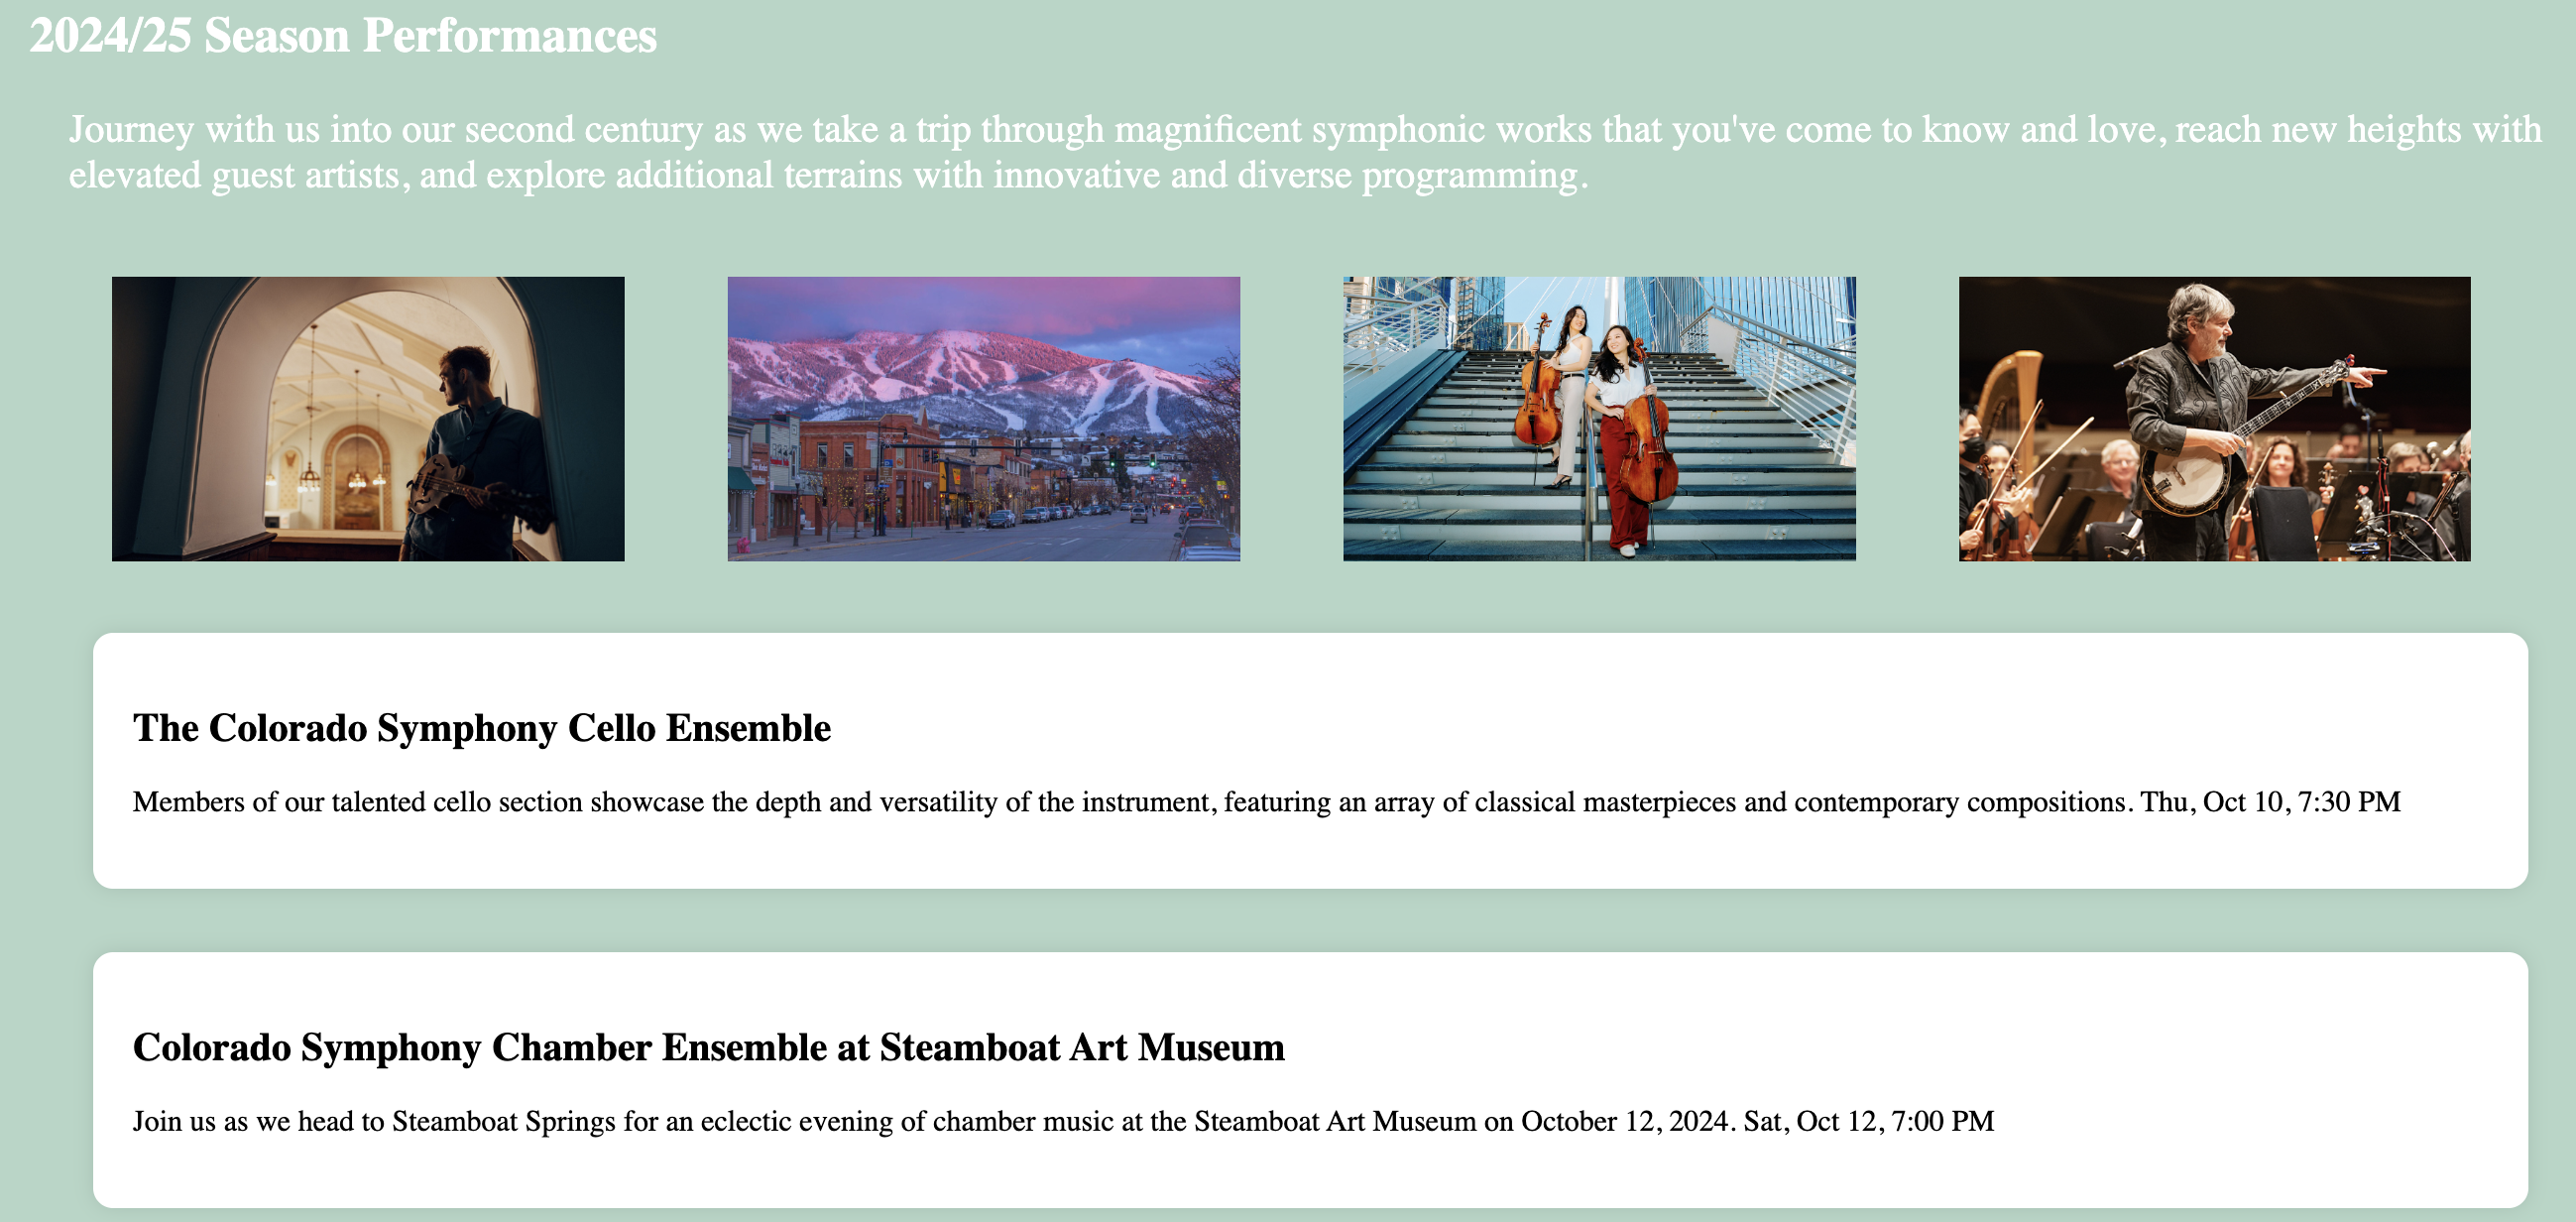 2024/25 Season Performances
Journey with us into our second century as we take a trip through magnificent symphonic works that you've come to know and love, reach new heights with
elevated guest artists, and explore additional terrains with innovative and diverse programming.
The Colorado Symphony Cello Ensemble
Members of our talented cello section showcase the depth and versatility of the instrument, featuring an array of classical masterpieces and contemporary compositions. Thu, Oct 10, 7:30 PM
Colorado Symphony Chamber Ensemble at Steamboat Art Museum
Join us as we head to Steamboat Springs for an eclectic evening of chamber music at the Steamboat Art Museum on October 12, 2024. Sat, Oct 12, 7:00 PM